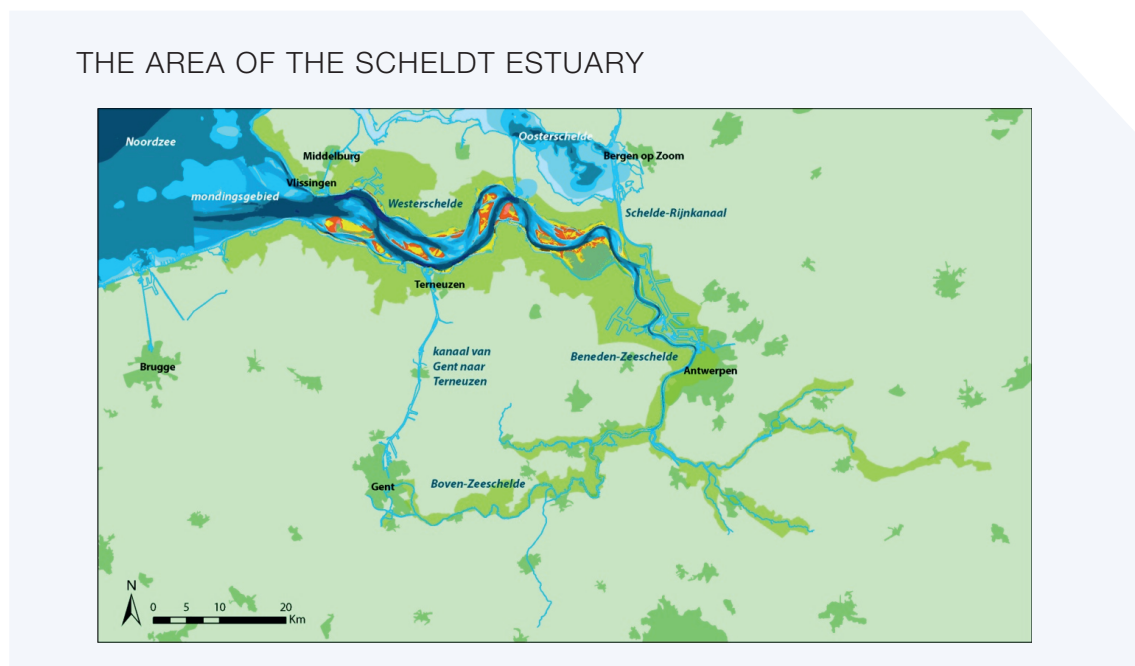 THE AREA OF THE SCHELDT ESTUARY
Noordzee
Oosterschelde
Middelburg
Bergen op Zoom
Vlissingen
mondingsgebied
Westerschelde
Schelde-Rijnkanaal
Terneuzen
kanaal van
Gent naar
Terneuzen
Beneden-Zeeschelde
Brugge
Antwerpen
Gent
Boven-Zeeschelde
N
0 5 10 20
Km